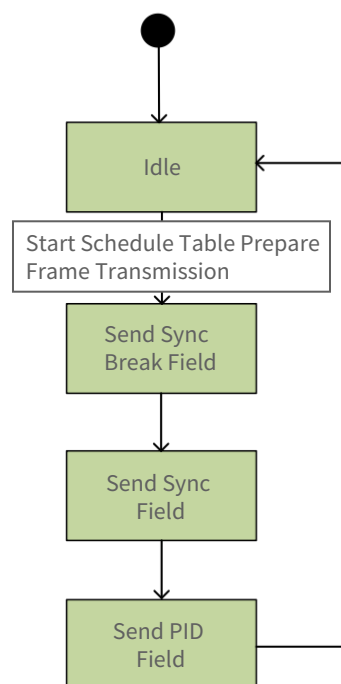 Idle
Start Schedule Table Prepare
Frame Transmission
Send Sync
Break Field
Send Sync
Field
Send PID
Field